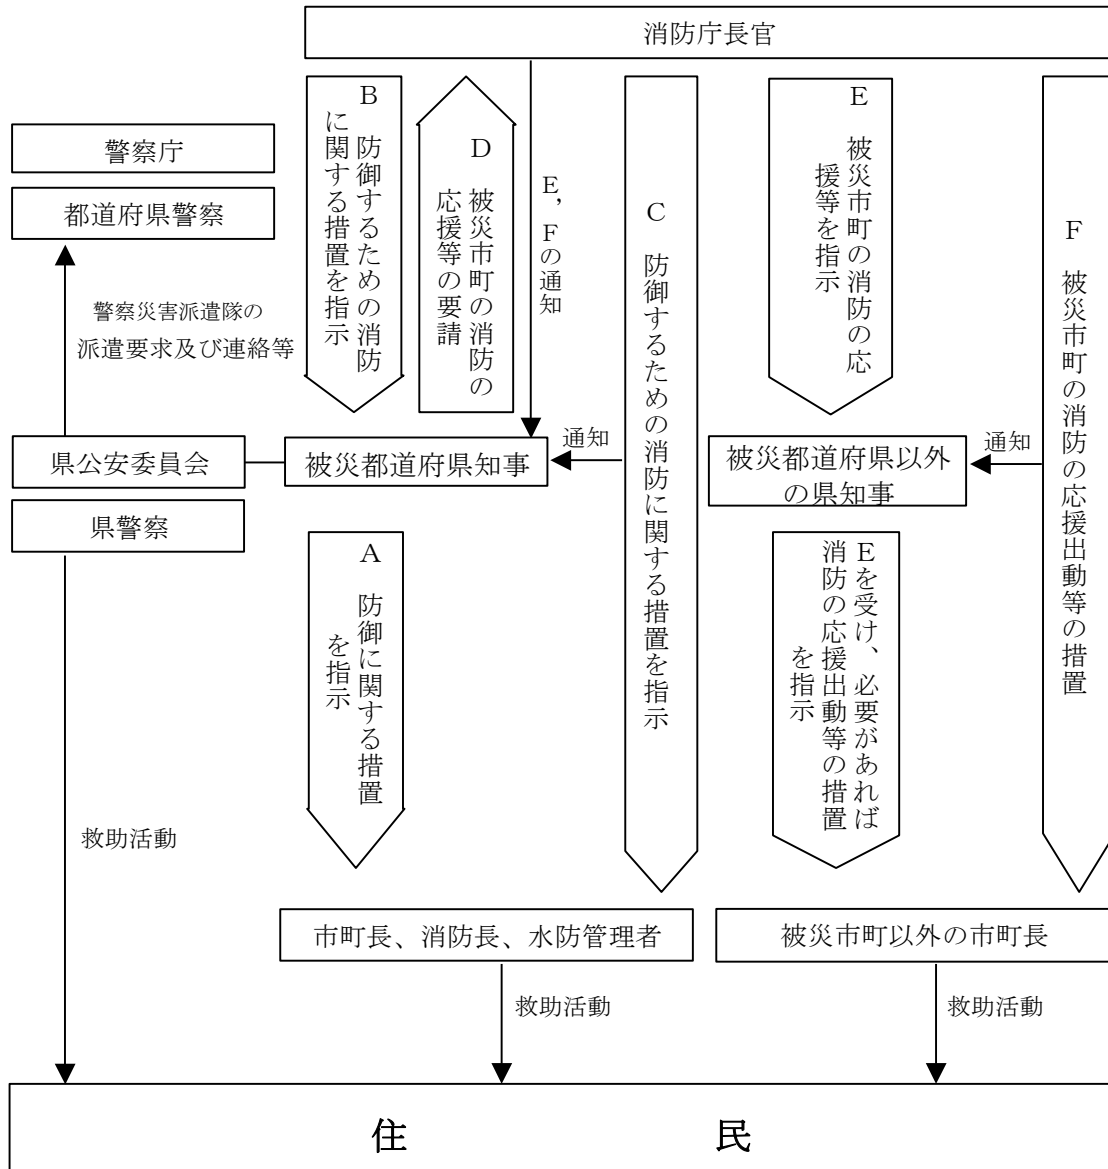 消防庁長官
警察庁
都道府県警察
警察災害派遣隊の
派遣要求及び連絡等
B 防御するための消防
に関する措置を指示
D 被災市町の消防の
応援等の要請
E，Fの通知
C 防御するための消防に関する措置を指示
E 被災市町の消防の応
援等を指示
F 被災市町の消防の応援出動等の措置
県公安委員会
被災都道府県知事
通知
被災都道府県以外
の県知事
通知
県警察
A 防御に関する措置
を指示
Eを受け、必要があれば
消防の応援出動等の措置
を指示
救助活動
市町長、消防長、水防管理者
被災市町以外の市町長
救助活動
救助活動
住 民